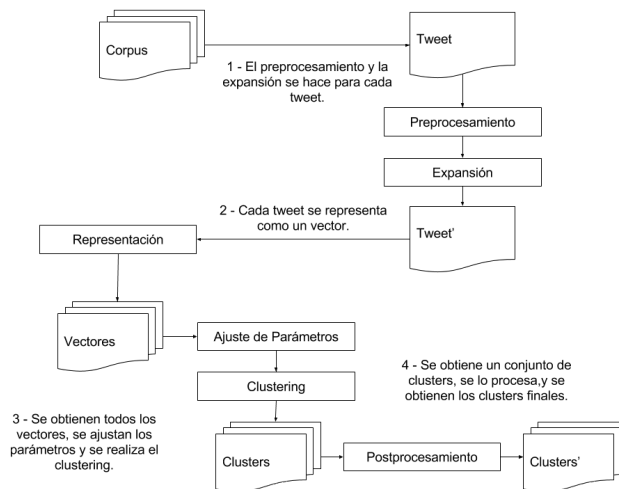 Corpus
Tweet
1 - El preprocesamiento y la
expansión se hace para cada
tweet.
Preprocesamiento
Expansión
2 - Cada tweet se representa
como un vector.
Representación
Tweet'
Vectores
Ajuste de Parámetros
Clustering
4 - Se obtiene un conjunto de
clusters, se lo procesa,y se
obtienen los clusters finales.
3 - Se obtienen todos los
vectores, se ajustan los
parámetros y se realiza el
clustering.
Clusters
Postprocesamiento
Clusters'